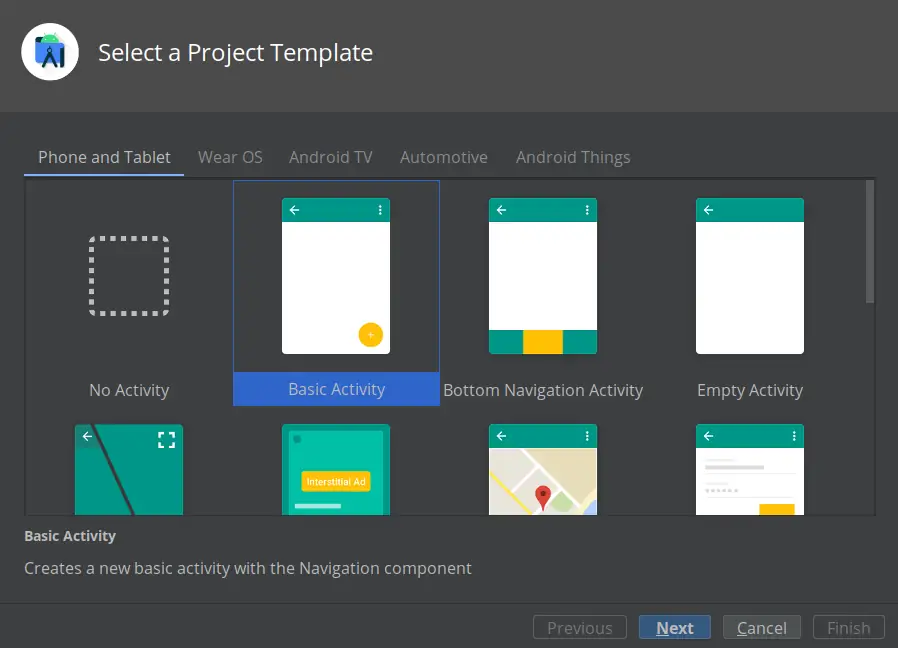 Select a Project Template
Phone and Tablet Wear OS Android TV Automotive Android Things
No Activity Basic Activity Bottom Navigation Activity Empty Activity
Interstitial Ad
Basic Activity
Creates a new basic activity with the Navigation component
Previous Next Cancel Finish